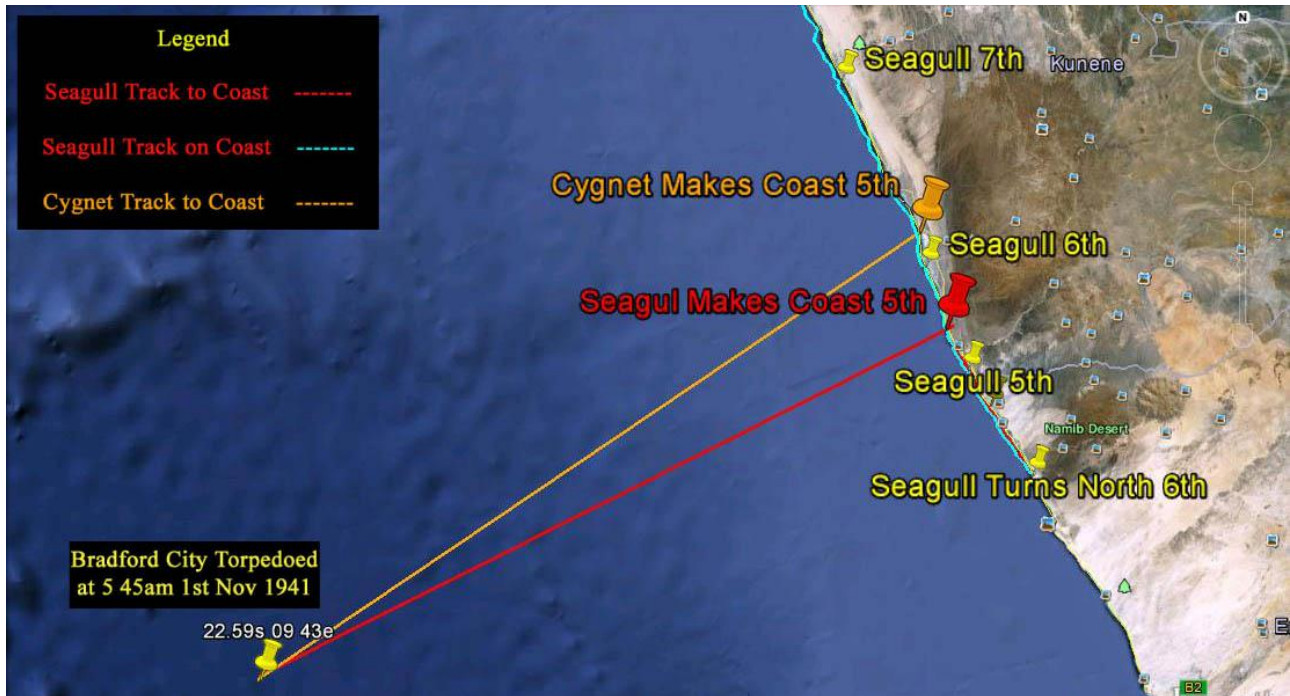 Legend
Seagull Track to Coast -------
Seagull Track on Coast -------
Cygnet Track to Coast -------
N
Seagull 7th
Kunene
Cygnet Makes Coast 5th
Seagull 6th
Seagul Makes Coast 5th
Seagull 5th
Namib Desert
Seagull Turns North 6th
Bradford City Torpedoed
at 5 45am 1st Nov 1941
22.59s 09 43e
B2